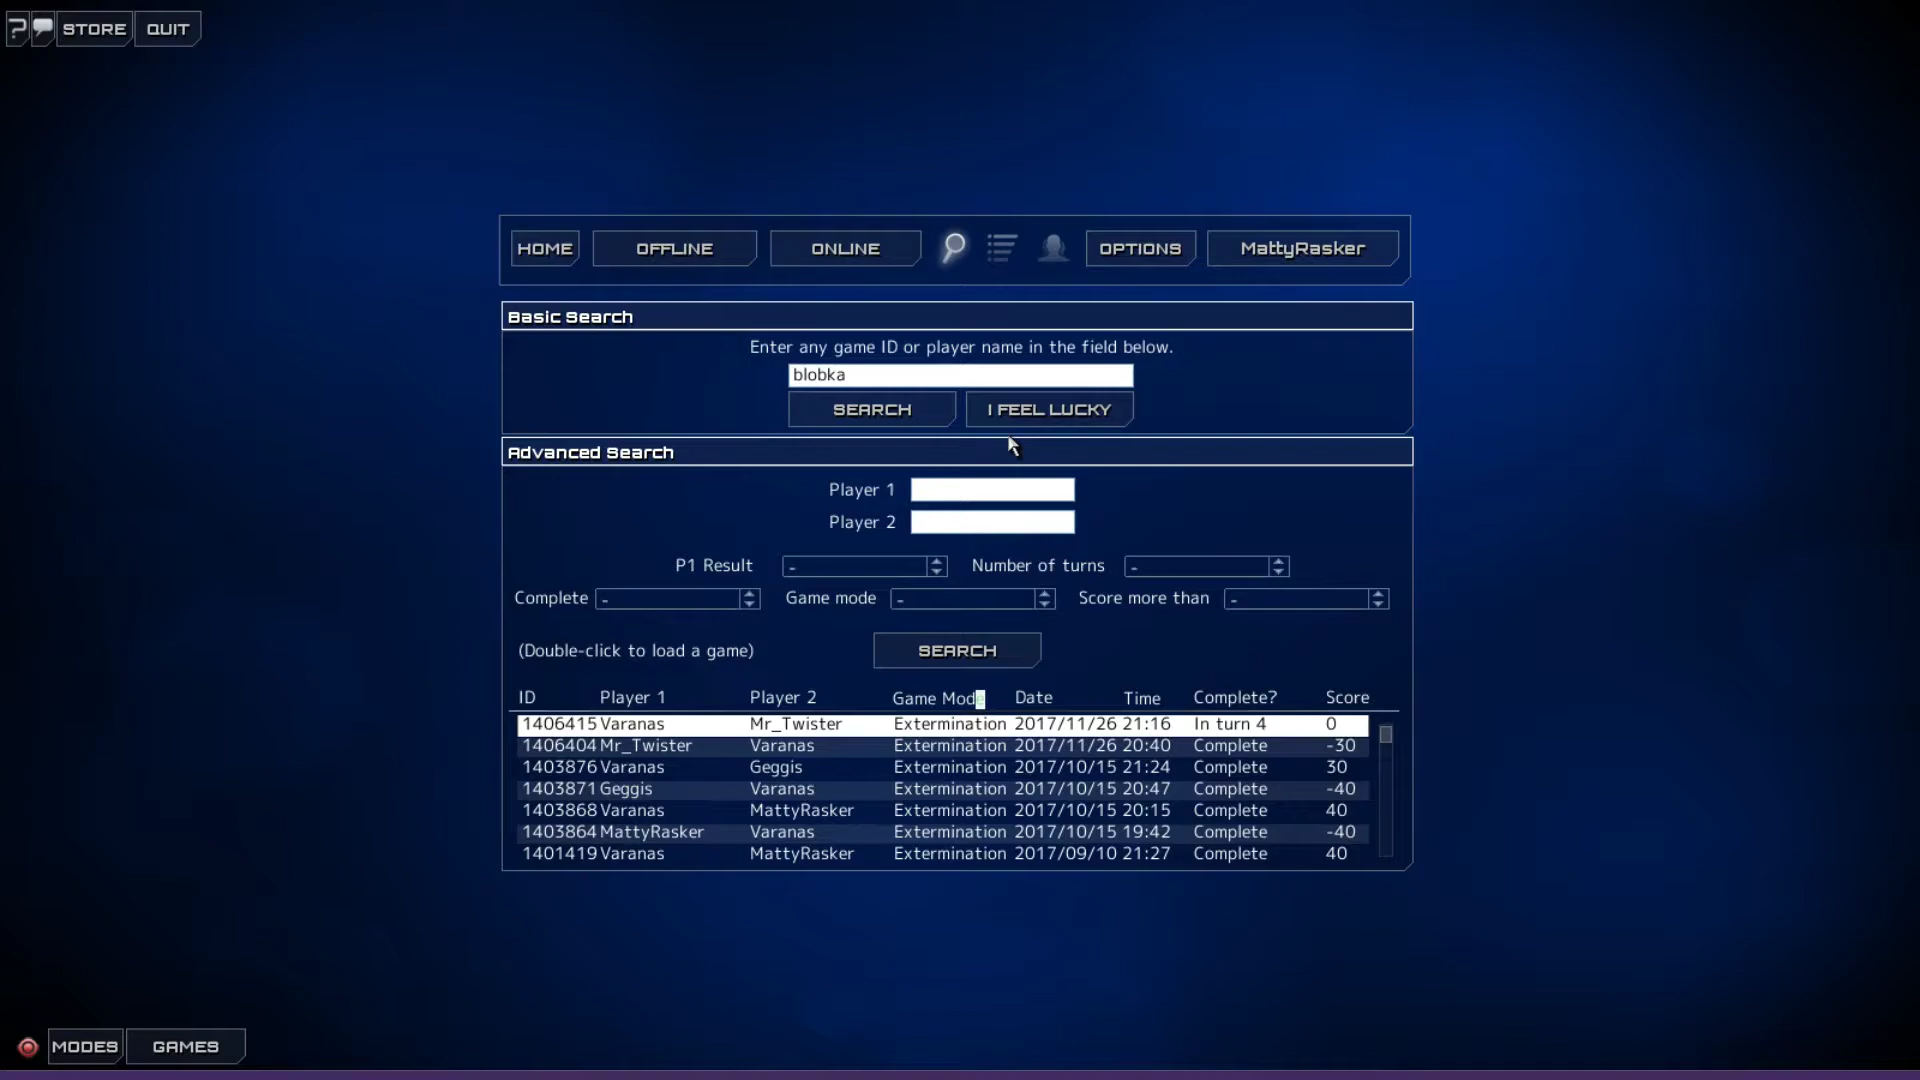 ? STORE QUIT
HOME OFFLINE ONLINE OPTIONS MattyRasker
Basic Search
Enter any game ID or player name in the field below.
blobka
SEARCH I FEEL LUCKY
Advanced Search
Player 1
Player 2
P1 Result - Number of turns -
Complete - Game mode - Score more than -
(Double-click to load a game) SEARCH
ID Player 1 Player 2 Game Mode Date Time Complete? Score
1406415 Varanas Mr_Twister Extermination 2017/11/26 21:16 In turn 4 0
1406404 Mr_Twister Varanas Extermination 2017/11/26 20:40 Complete -30
1403876 Varanas Geggis Extermination 2017/10/15 21:24 Complete 30
1403871 Geggis Varanas Extermination 2017/10/15 20:47 Complete -40
1403868 Varanas MattyRasker Extermination 2017/10/15 20:15 Complete 40
1403864 MattyRasker Varanas Extermination 2017/10/15 19:42 Complete -40
1401419 Varanas MattyRasker Extermination 2017/09/10 21:27 Complete 40
MODES GAMES